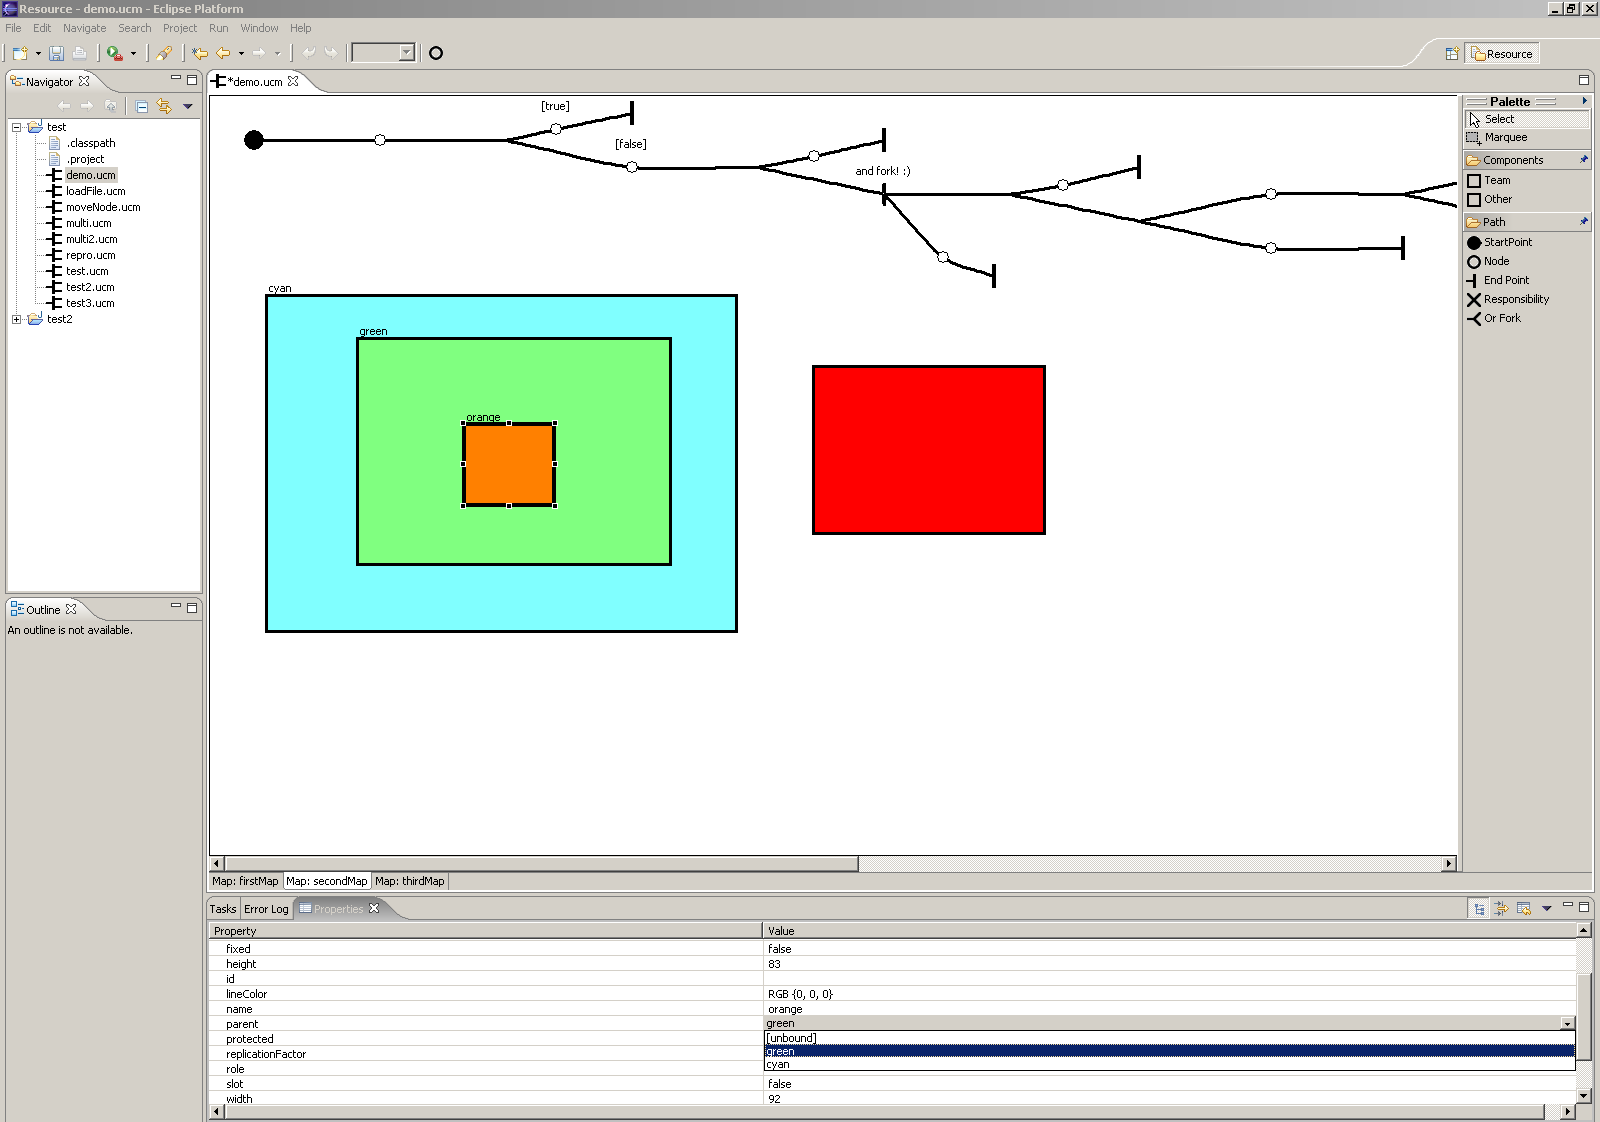 Resource - demo.ucm - Eclipse Platform
File Edit Navigate Search Project Run Window Help
Resource
Navigator
test
.classpath
.project
demo.ucm
loadFile.ucm
moveNode.ucm
multi.ucm
multi2.ucm
repro.ucm
test.ucm
test2.ucm
test3.ucm
test2
Outline
An outline is not available.
*demo.ucm
[true]
[false]
and fork! :)
cyan
green
orange
Map: firstMap Map: secondMap Map: thirdMap
Palette
Select
Marquee
Components
Team
Other
Path
StartPoint
Node
End Point
Responsibility
Or Fork
Tasks Error Log Properties
Property Value
fixed false
height 83
id
lineColor RGB {0, 0, 0}
name orange
parent green
protected [unbound]
green
replicationFactor
cyan
role
slot false
width 92